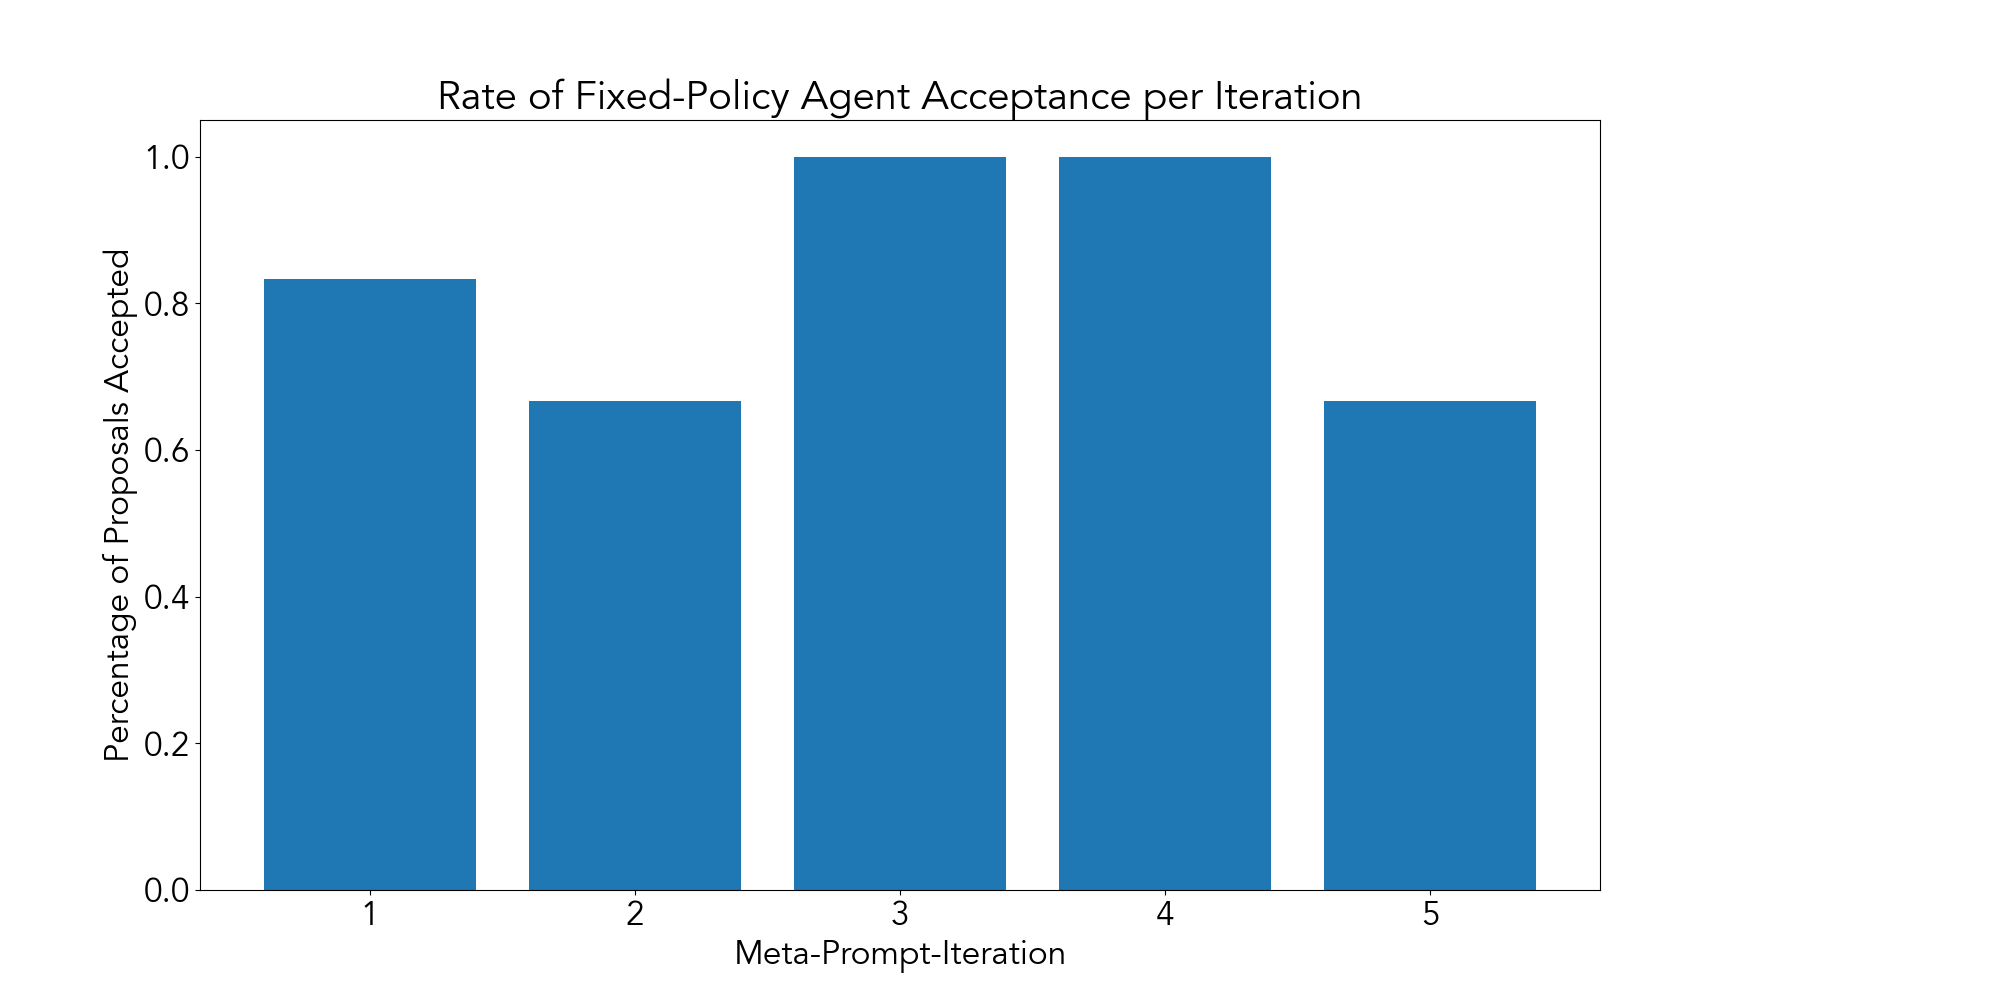 Rate of Fixed-Policy Agent Acceptance per Iteration
Percentage of Proposals Accepted
1.0
0.8
0.6
0.4
0.2
0.0
1 2 3 4 5
Meta-Prompt-Iteration